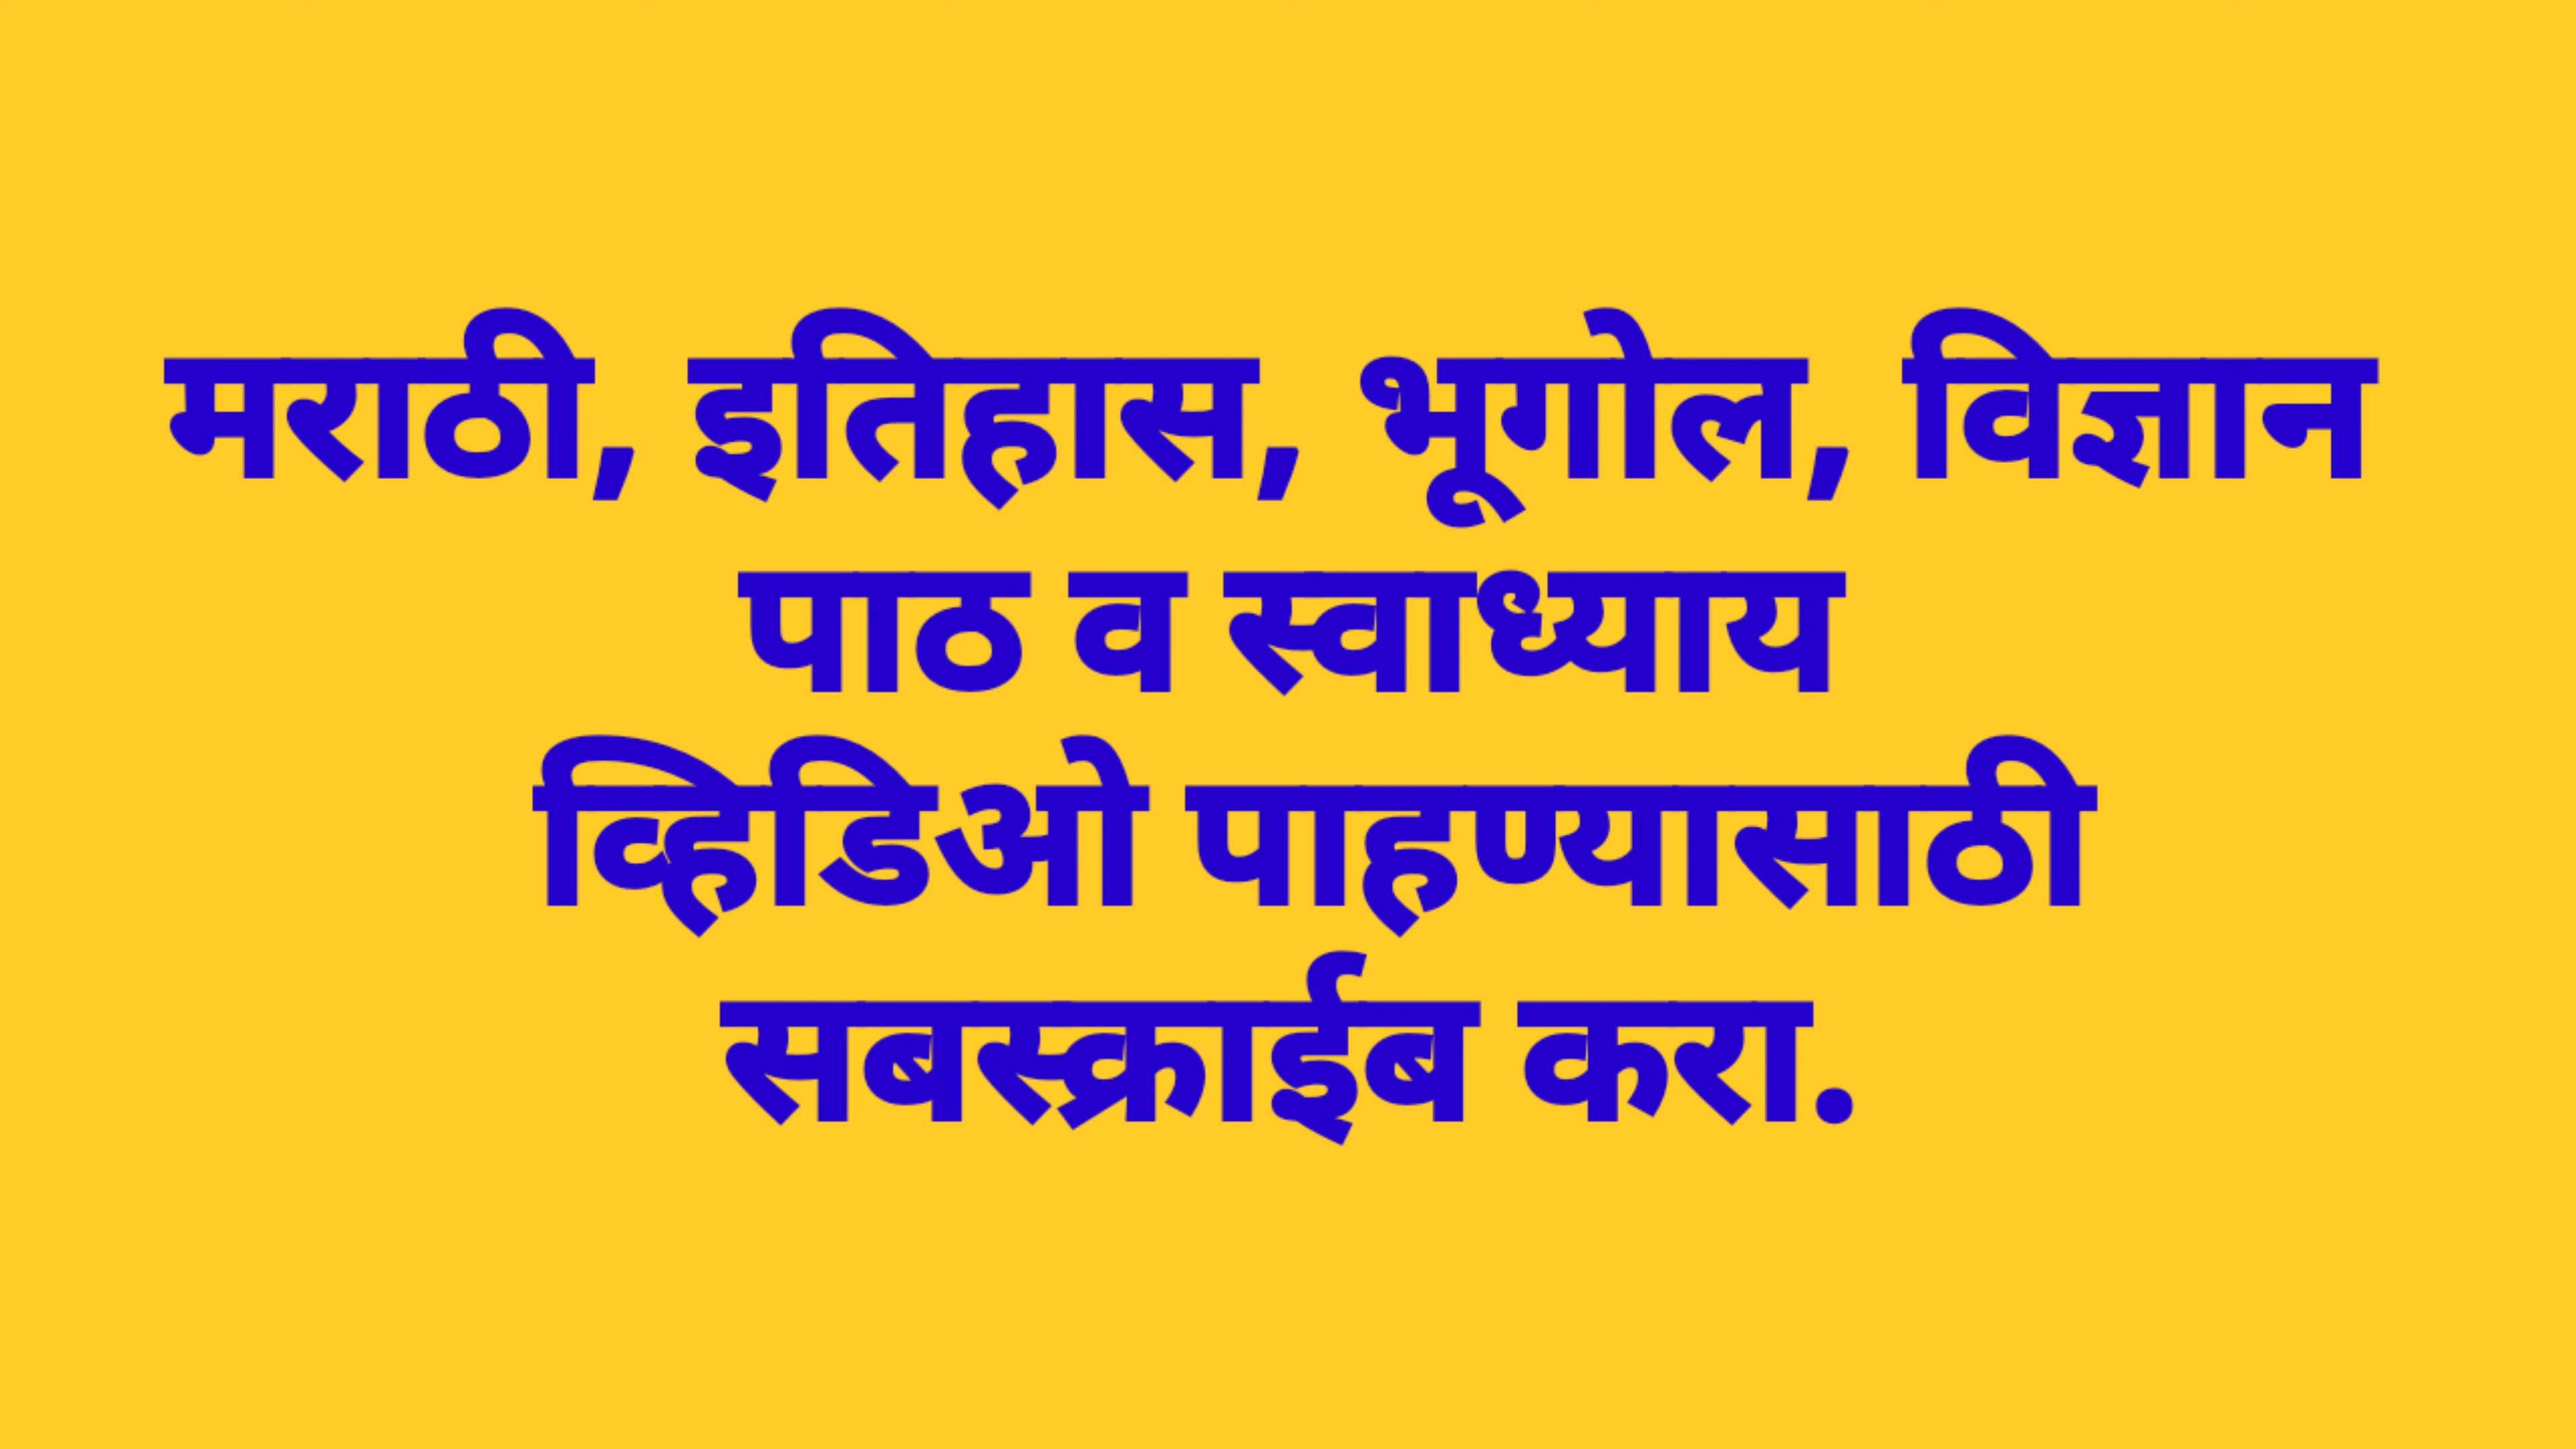 मराठी, इतिहास, भूगोल, विज्ञान
पाठ व स्वाध्याय
व्हिडिओ पाहण्यासाठी
सबस्क्राईब करा.